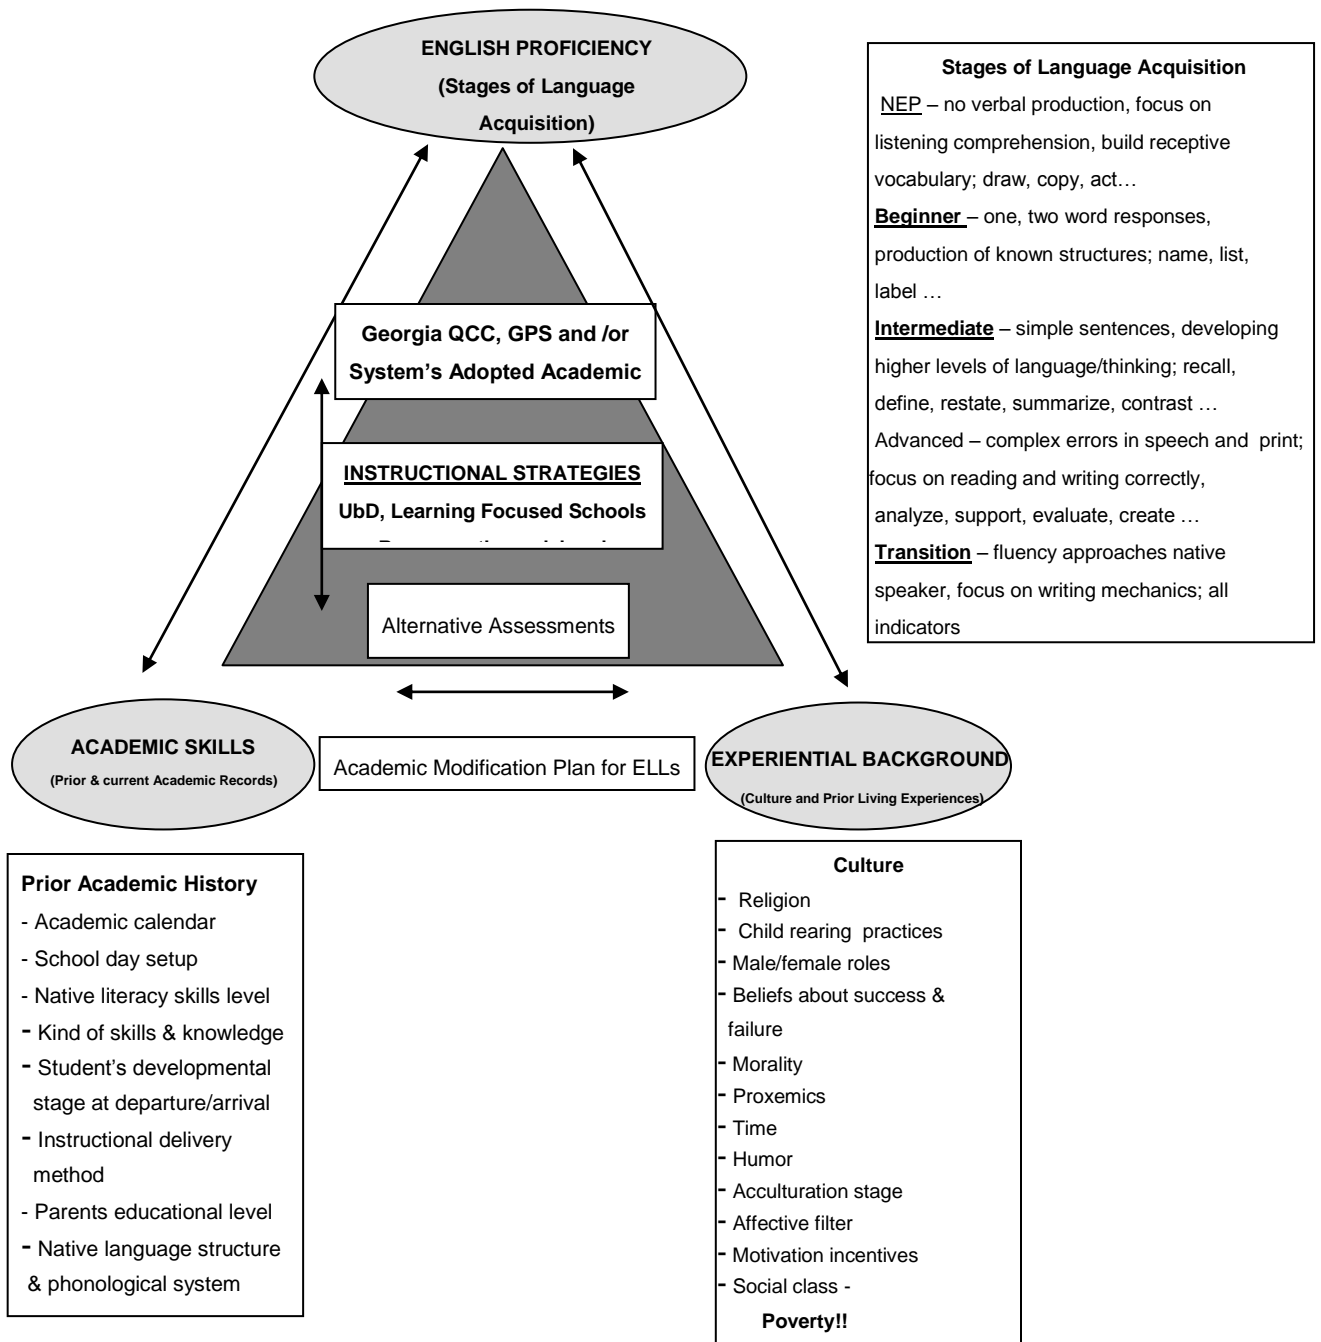 ENGLISH PROFICIENCY
(Stages of Language
Acquisition)
Stages of Language Acquisition
NEP – no verbal production, focus on
listening comprehension, build receptive
vocabulary; draw, copy, act…
Beginner – one, two word responses,
production of known structures; name, list,
label …
Intermediate – simple sentences, developing
higher levels of language/thinking; recall,
define, restate, summarize, contrast …
Advanced – complex errors in speech and print;
focus on reading and writing correctly,
analyze, support, evaluate, create …
Transition – fluency approaches native
speaker, focus on writing mechanics; all
indicators
Georgia QCC, GPS and /or
System's Adopted Academic
INSTRUCTIONAL STRATEGIES
UbD, Learning Focused Schools
Alternative Assessments
ACADEMIC SKILLS
(Prior & current Academic Records)
Academic Modification Plan for ELLs
EXPERIENTIAL BACKGROUND
(Culture and Prior Living Experiences)
Prior Academic History
- Academic calendar
- School day setup
- Native literacy skills level
- Kind of skills & knowledge
- Student's developmental
stage at departure/arrival
- Instructional delivery
method
- Parents educational level
- Native language structure
& phonological system
Culture
- Religion
- Child rearing practices
- Male/female roles
- Beliefs about success &
failure
- Morality
- Proxemics
- Time
- Humor
- Acculturation stage
- Affective filter
- Motivation incentives
- Social class -
Poverty!!